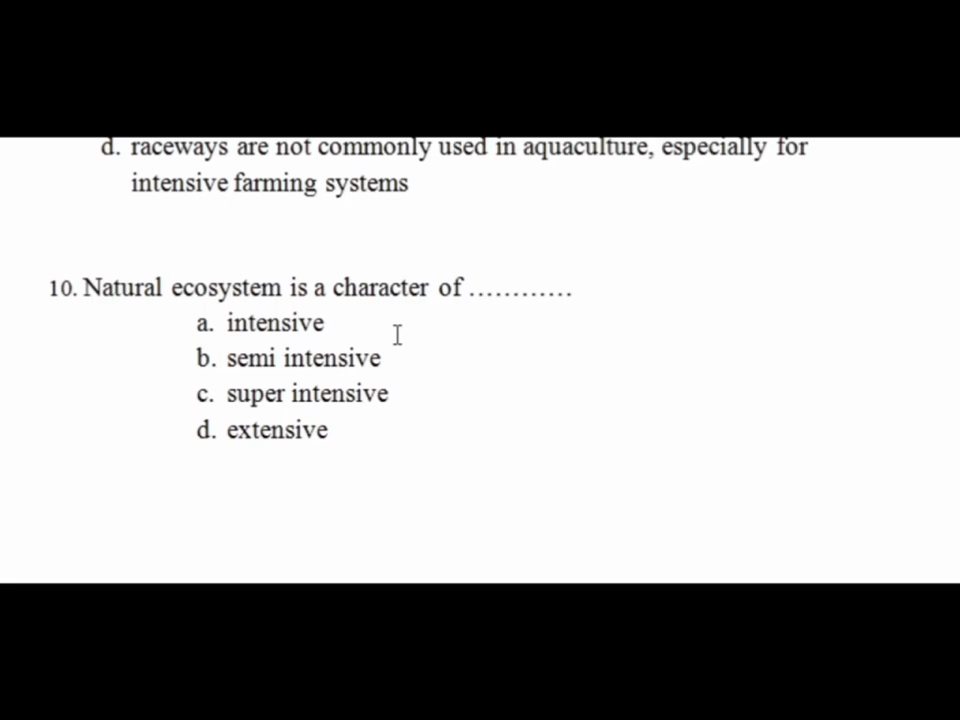 d. raceways are not commonly used in aquaculture, especially for
intensive farming systems
10. Natural ecosystem is a character of …………
a. intensive
b. semi intensive
c. super intensive
d. extensive